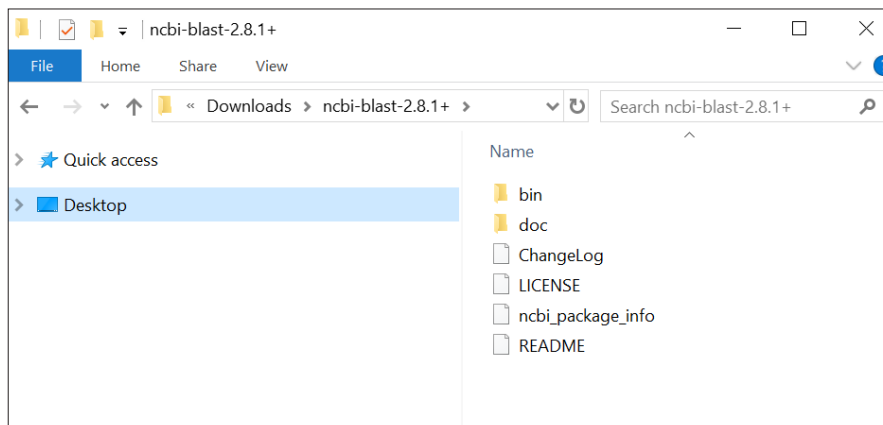 ncbi-blast-2.8.1+
File Home Share View
« Downloads > ncbi-blast-2.8.1+ > Search ncbi-blast-2.8.1+
Quick access
Desktop
Name
bin
doc
ChangeLog
LICENSE
ncbi_package_info
README